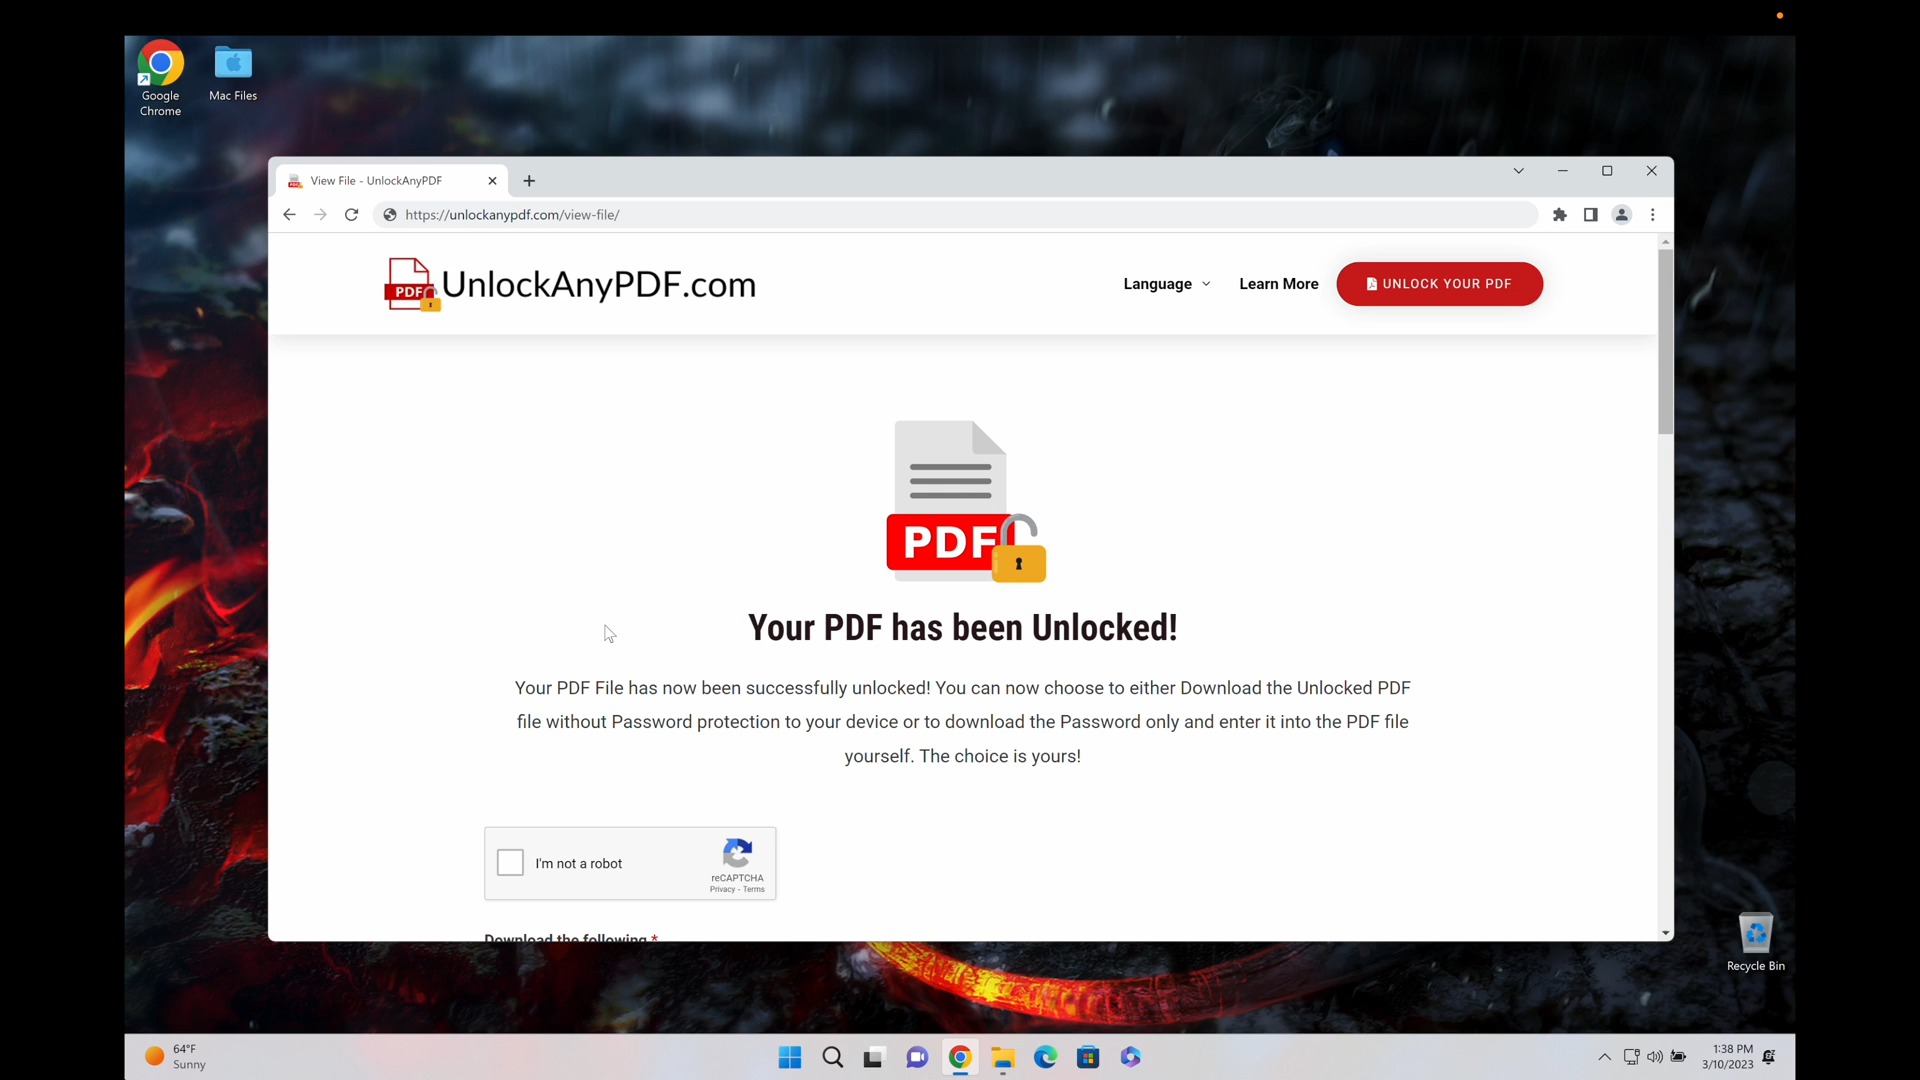 Google
Chrome
Mac Files
View File - UnlockAnyPDF
https://unlockanypdf.com/view-file/
PDF
UnlockAnyPDF.com
Language
Learn More
UNLOCK YOUR PDF
PDF
Your PDF has been Unlocked!
Your PDF File has now been successfully unlocked! You can now choose to either Download the Unlocked PDF
file without Password protection to your device or to download the Password only and enter it into the PDF file
yourself. The choice is yours!
I'm not a robot
reCAPTCHA
Privacy - Terms
Download the following *
Recycle Bin
64°F
Sunny
1:38 PM
3/10/2023